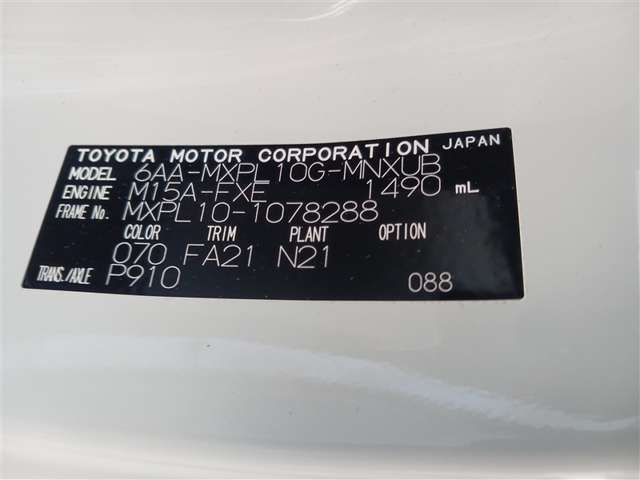 TOYOTA MOTOR CORPORATION JAPAN
MODEL 6AA-MXPL10G-MNXUB
ENGINE M15A-FXE 1490 mL
FRAME No. MXPL10-1078288
COLOR TRIM PLANT OPTION
070 FA21 N21
TRANS./AXLE P910 088